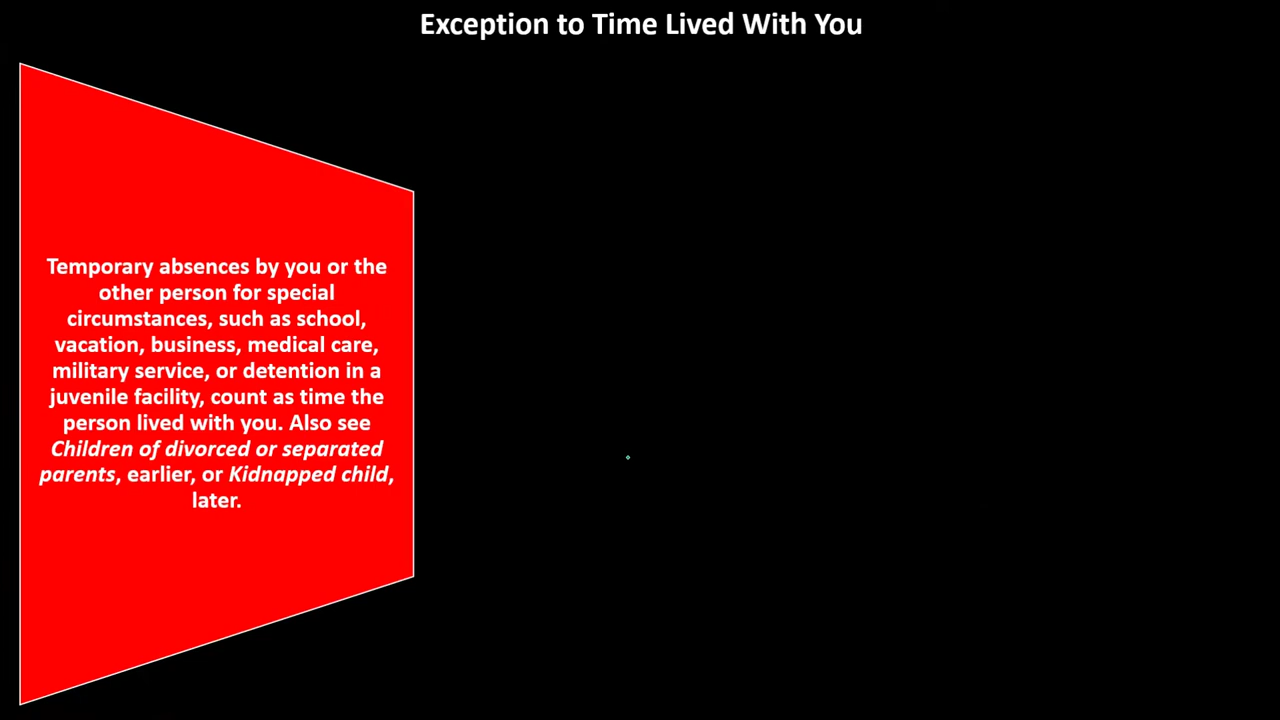 Exception to Time Lived With You
Temporary absences by you or the
other person for special
circumstances, such as school,
vacation, business, medical care,
military service, or detention in a
juvenile facility, count as time the
person lived with you. Also see
Children of divorced or separated
parents, earlier, or Kidnapped child,
later.